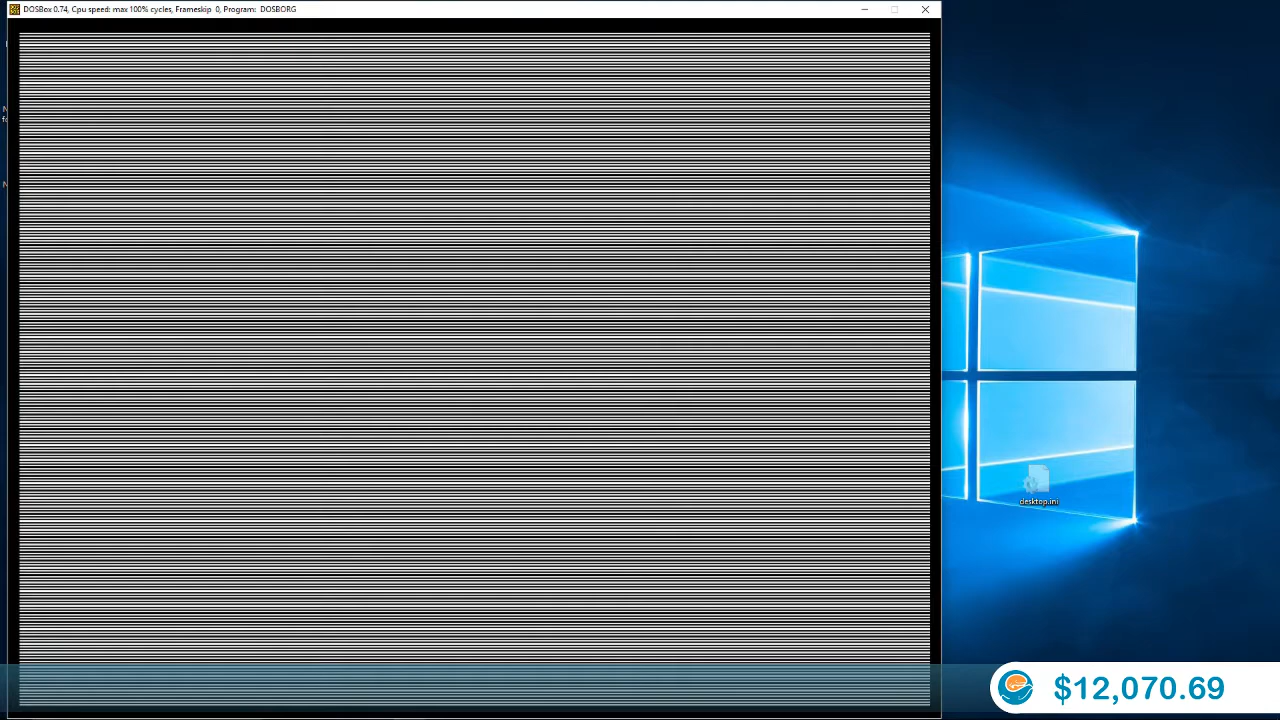 DOSBox 0.74, Cpu speed: max 100% cycles, Frameskip 0, Program: DOSBORG
desktop.ini
$12,070.69